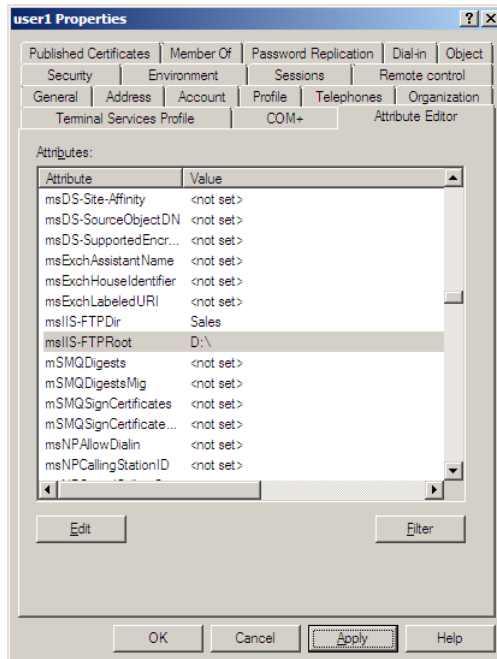 user1 Properties
Published Certificates Member Of Password Replication Dial-in Object
Security Environment Sessions Remote control
General Address Account Profile Telephones Organization
Terminal Services Profile COM+ Attribute Editor
Attributes:
Attribute Value
msDS-Site-Affinity <not set>
msDS-SourceObjectDN <not set>
msDS-SupportedEncr... <not set>
msExchAssistantName <not set>
msExchHouseIdentifier <not set>
msExchLabeledURI <not set>
msIIS-FTPDir Sales
msIIS-FTPRoot D:\
mSMQDigests <not set>
mSMQDigestsMig <not set>
mSMQSignCertificates <not set>
mSMQSignCertificate... <not set>
msNPAllowDialin <not set>
msNPCallingStationID <not set>
Edit Filter
OK Cancel Apply Help